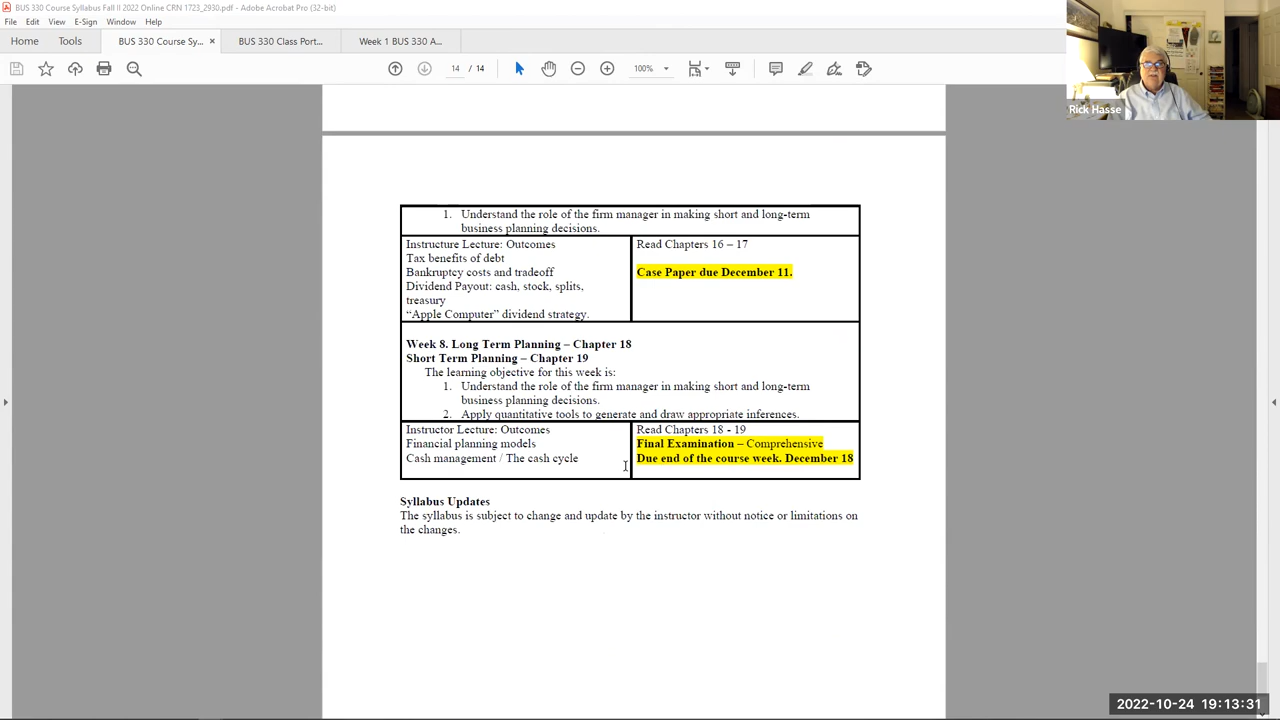 BUS 330 Course Syllabus Fall II 2022 Online CRN 1723_2930.pdf - Adobe Acrobat Pro (32-bit)
File Edit View E-Sign Window Help
Home Tools BUS 330 Course Sy... × BUS 330 Class Port... Week 1 BUS 330 A...
14 / 14 100%
Rick Hasse
1. Understand the role of the firm manager in making short and long-term
business planning decisions.
Instructure Lecture: Outcomes
Tax benefits of debt
Bankruptcy costs and tradeoff
Dividend Payout: cash, stock, splits,
treasury
“Apple Computer” dividend strategy.
Read Chapters 16 – 17
Case Paper due December 11.
Week 8. Long Term Planning – Chapter 18
Short Term Planning – Chapter 19
The learning objective for this week is:
1. Understand the role of the firm manager in making short and long-term
business planning decisions.
2. Apply quantitative tools to generate and draw appropriate inferences.
Instructor Lecture: Outcomes
Financial planning models
Cash management / The cash cycle
Read Chapters 18 - 19
Final Examination – Comprehensive
Due end of the course week. December 18
Syllabus Updates
The syllabus is subject to change and update by the instructor without notice or limitations on
the changes.
2022-10-24 19:13:31